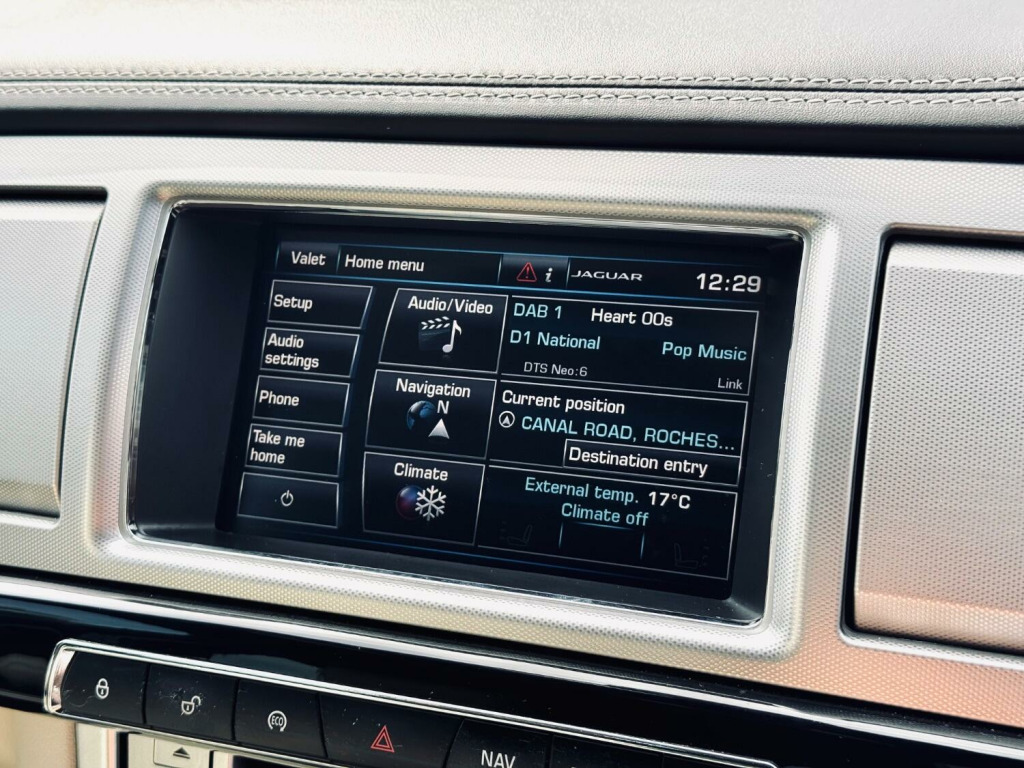 Valet Home menu i JAGUAR 12:29
Setup
Audio
settings
Phone
Take me
home
Audio/Video
Navigation
N
Climate
DAB 1 Heart 00s
D1 National
Pop Music
DTS Neo:6
Link
Current position
CANAL ROAD, ROCHES...
Destination entry
External temp. 17°C
Climate off
ECO
NAV